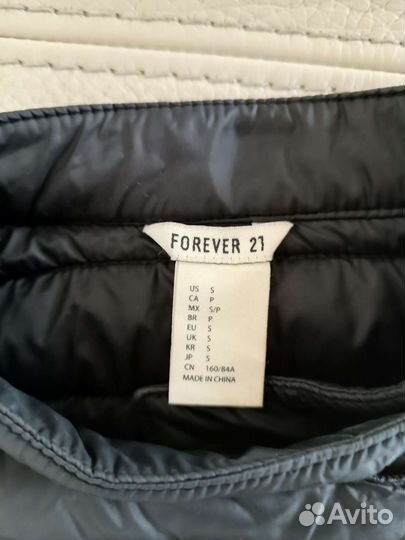 FOREVER 21
US S
CA P
MX S/P
BR P
EU S
UK S
KR S
JP S
CN 160/84A
MADE IN CHINA
Avito